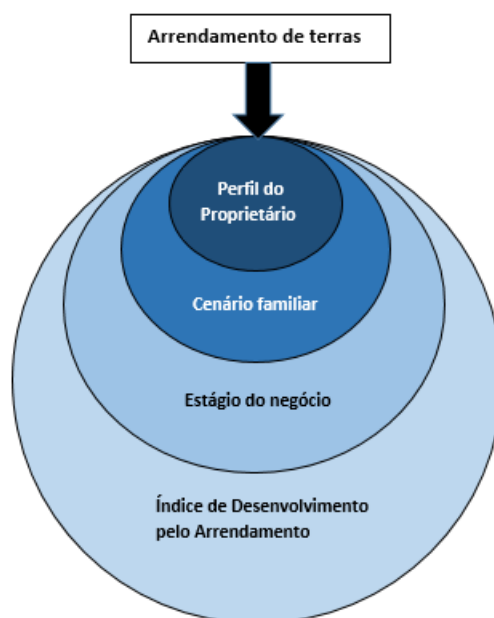 Arrendamento de terras
Perfil do
Proprietário
Cenário familiar
Estágio do negócio
Índice de Desenvolvimento
pelo Arrendamento